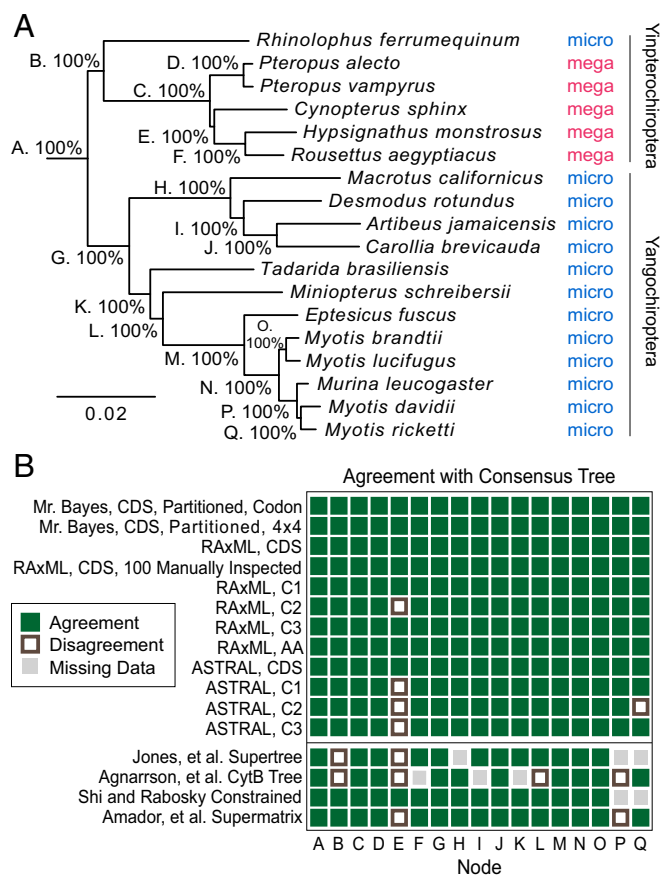 A
B. 100%
Rhinolophus ferrumequinum micro
D. 100%
Pteropus alecto mega
C. 100%
Pteropus vampyrus mega
Cynopterus sphinx mega
E. 100%
Hypsignathus monstrosus mega
A. 100%
F. 100%
Rousettus aegyptiacus mega
Yinpterochiroptera
H. 100%
Macrotus californicus micro
Desmodus rotundus micro
I. 100%
Artibeus jamaicensis micro
J. 100%
Carollia brevicauda micro
G. 100%
Tadarida brasiliensis micro
K. 100%
Miniopterus schreibersii micro
L. 100%
Eptesicus fuscus micro
O.
100%
Myotis brandtii micro
M. 100%
Myotis lucifugus micro
N. 100%
Murina leucogaster micro
P. 100%
Myotis davidii micro
Q. 100%
Myotis ricketti micro
Yangochiroptera
0.02
B
Agreement with Consensus Tree
Mr. Bayes, CDS, Partitioned, Codon
Mr. Bayes, CDS, Partitioned, 4x4
RAxML, CDS
RAxML, CDS, 100 Manually Inspected
RAxML, C1
RAxML, C2
RAxML, C3
RAxML, AA
ASTRAL, CDS
ASTRAL, C1
ASTRAL, C2
ASTRAL, C3
Agreement
Disagreement
Missing Data
Jones, et al. Supertree
Agnarrson, et al. CytB Tree
Shi and Rabosky Constrained
Amador, et al. Supermatrix
A B C D E F G H I J K L M N O P Q
Node